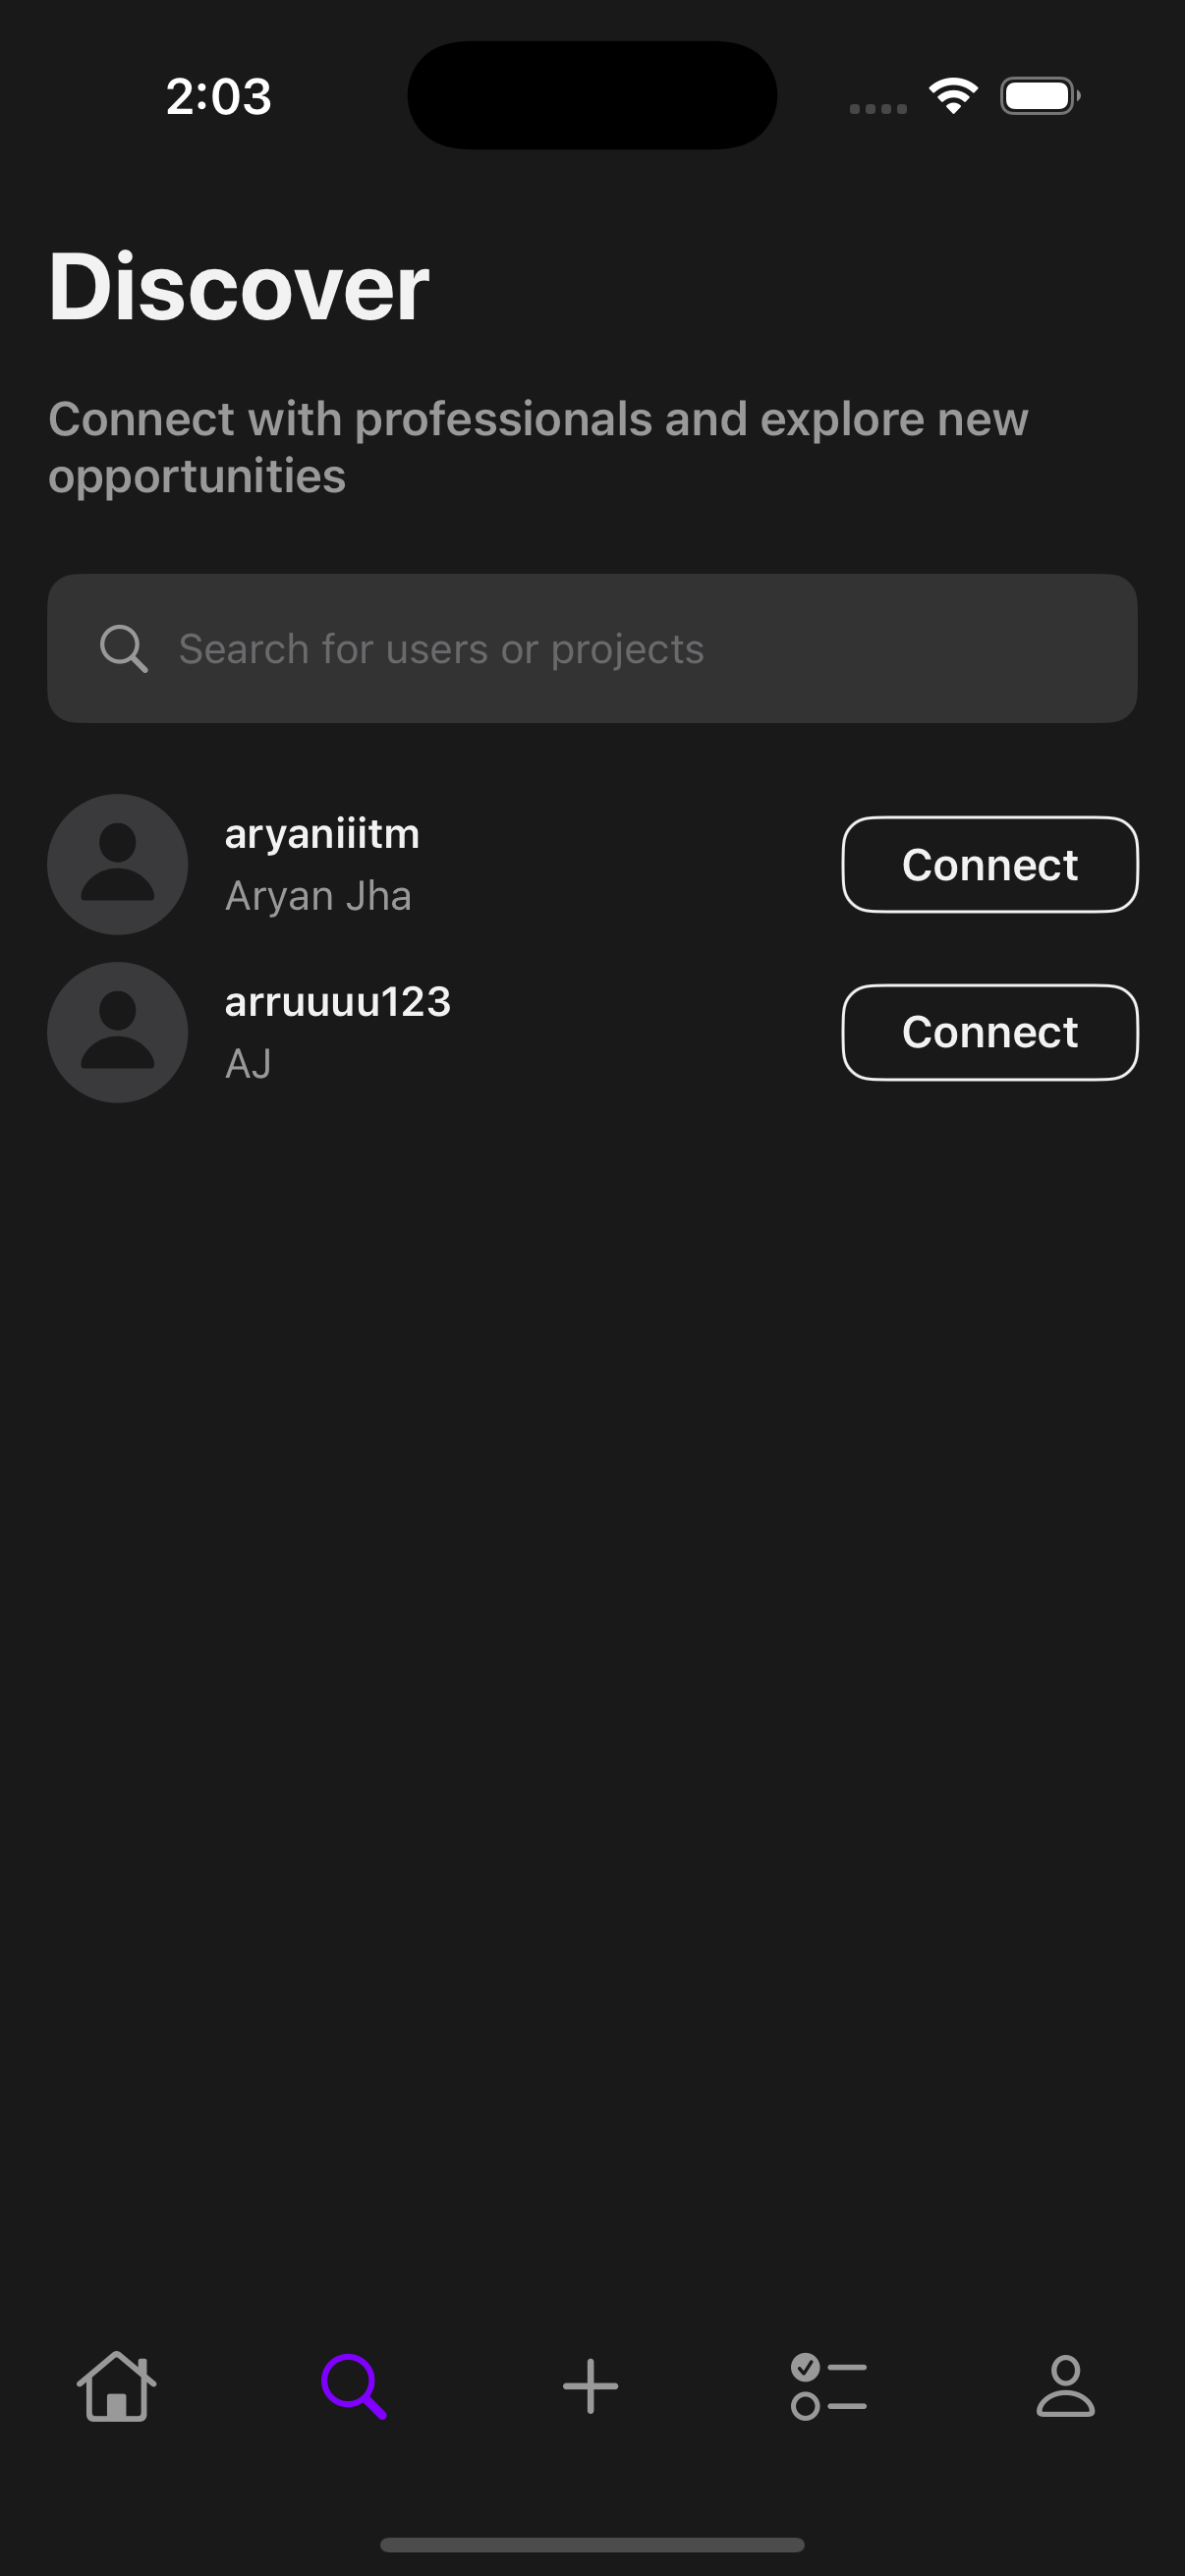 2:03
Discover
Connect with professionals and explore new
opportunities
Search for users or projects
aryaniiitm
Aryan Jha
Connect
arruuuu123
AJ
Connect